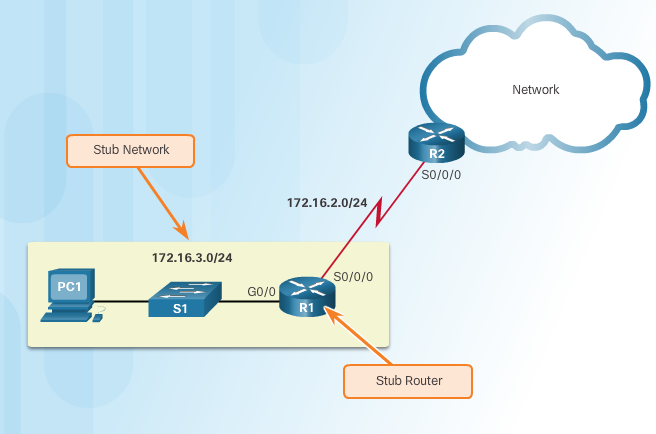 Network
R2
S0/0/0
Stub Network
172.16.2.0/24
172.16.3.0/24
PC1
S1
G0/0
S0/0/0
R1
Stub Router